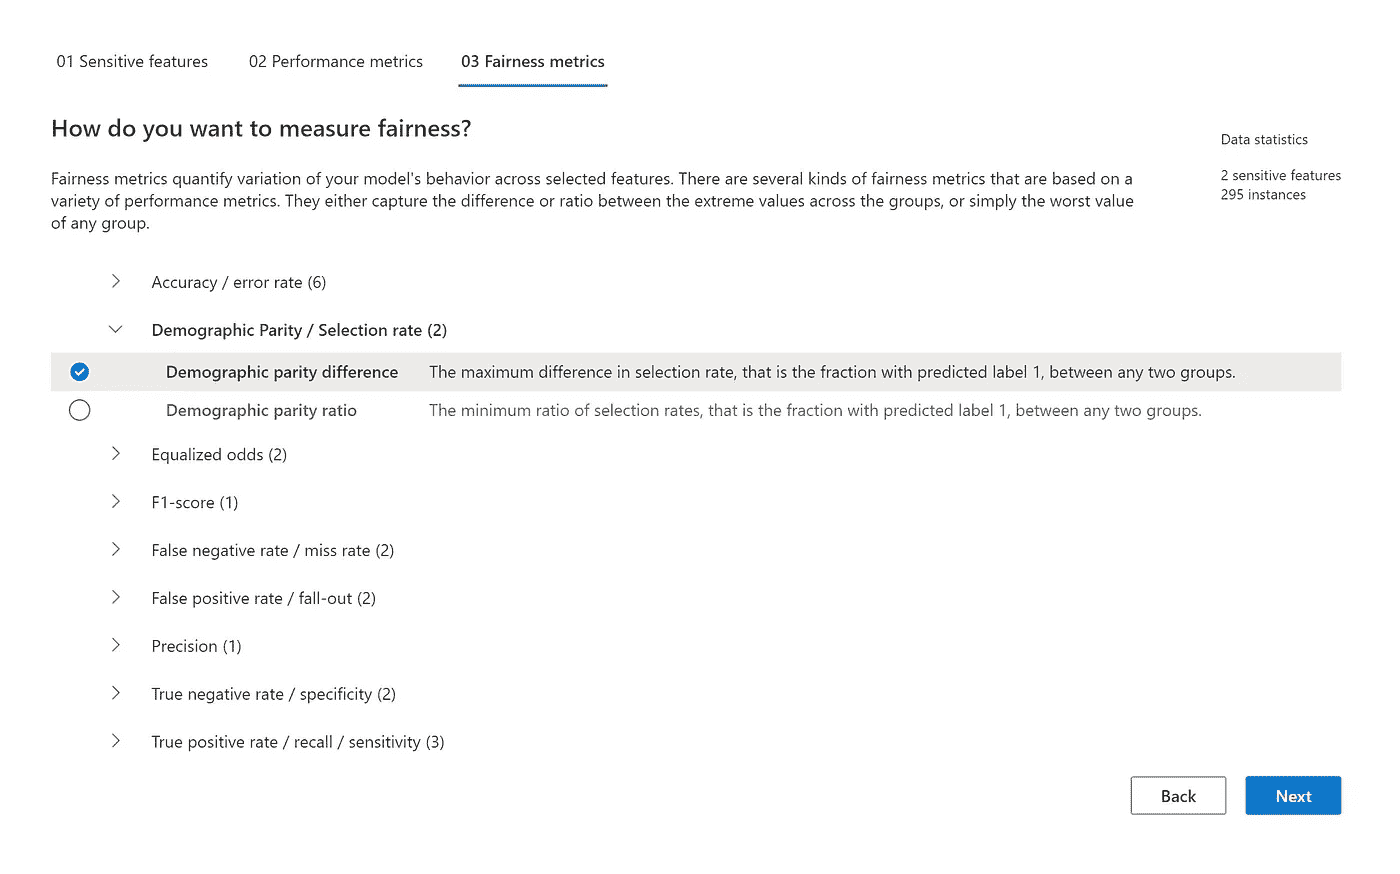 01 Sensitive features
02 Performance metrics
03 Fairness metrics
How do you want to measure fairness?
Data statistics
2 sensitive features
295 instances
Fairness metrics quantify variation of your model's behavior across selected features. There are several kinds of fairness metrics that are based on a
variety of performance metrics. They either capture the difference or ratio between the extreme values across the groups, or simply the worst value
of any group.
Accuracy / error rate (6)
Demographic Parity / Selection rate (2)
Demographic parity difference The maximum difference in selection rate, that is the fraction with predicted label 1, between any two groups.
Demographic parity ratio The minimum ratio of selection rates, that is the fraction with predicted label 1, between any two groups.
Equalized odds (2)
F1-score (1)
False negative rate / miss rate (2)
False positive rate / fall-out (2)
Precision (1)
True negative rate / specificity (2)
True positive rate / recall / sensitivity (3)
Back
Next